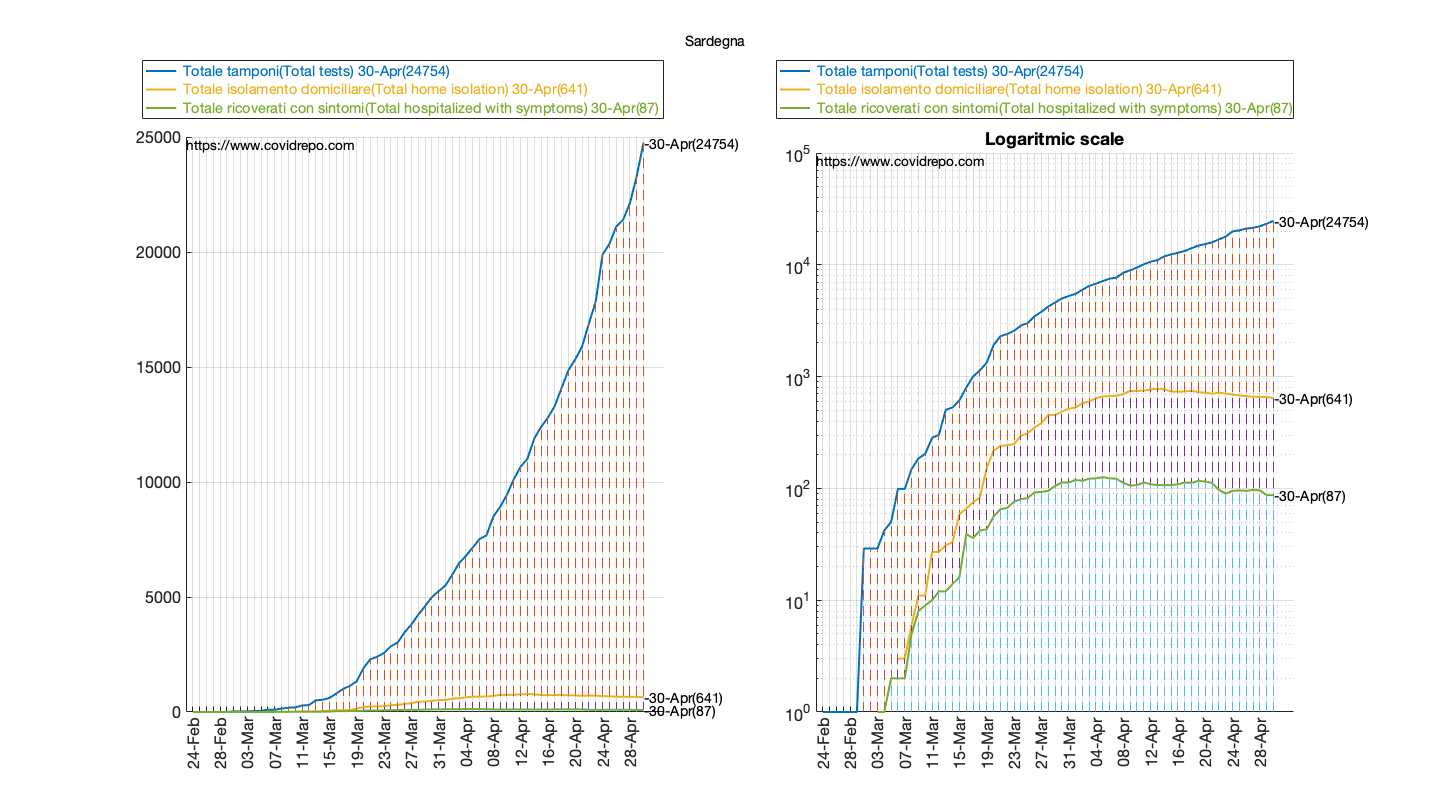 Sardegna
Totale tamponi(Total tests) 30-Apr(24754)
Totale isolamento domiciliare(Total home isolation) 30-Apr(641)
Totale ricoverati con sintomi(Total hospitalized with symptoms) 30-Apr(87)
25000
https://www.covidrepo.com
-30-Apr(24754)
20000
15000
10000
5000
-30-Apr(641)
0
-30-Apr(87)
24-Feb
28-Feb
03-Mar
07-Mar
11-Mar
15-Mar
19-Mar
23-Mar
27-Mar
31-Mar
04-Apr
08-Apr
12-Apr
16-Apr
20-Apr
24-Apr
28-Apr
Totale tamponi(Total tests) 30-Apr(24754)
Totale isolamento domiciliare(Total home isolation) 30-Apr(641)
Totale ricoverati con sintomi(Total hospitalized with symptoms) 30-Apr(87)
Logaritmic scale
10^5
https://www.covidrepo.com
-30-Apr(24754)
10^4
10^3
-30-Apr(641)
10^2
-30-Apr(87)
10^1
10^0
24-Feb
28-Feb
03-Mar
07-Mar
11-Mar
15-Mar
19-Mar
23-Mar
27-Mar
31-Mar
04-Apr
08-Apr
12-Apr
16-Apr
20-Apr
24-Apr
28-Apr